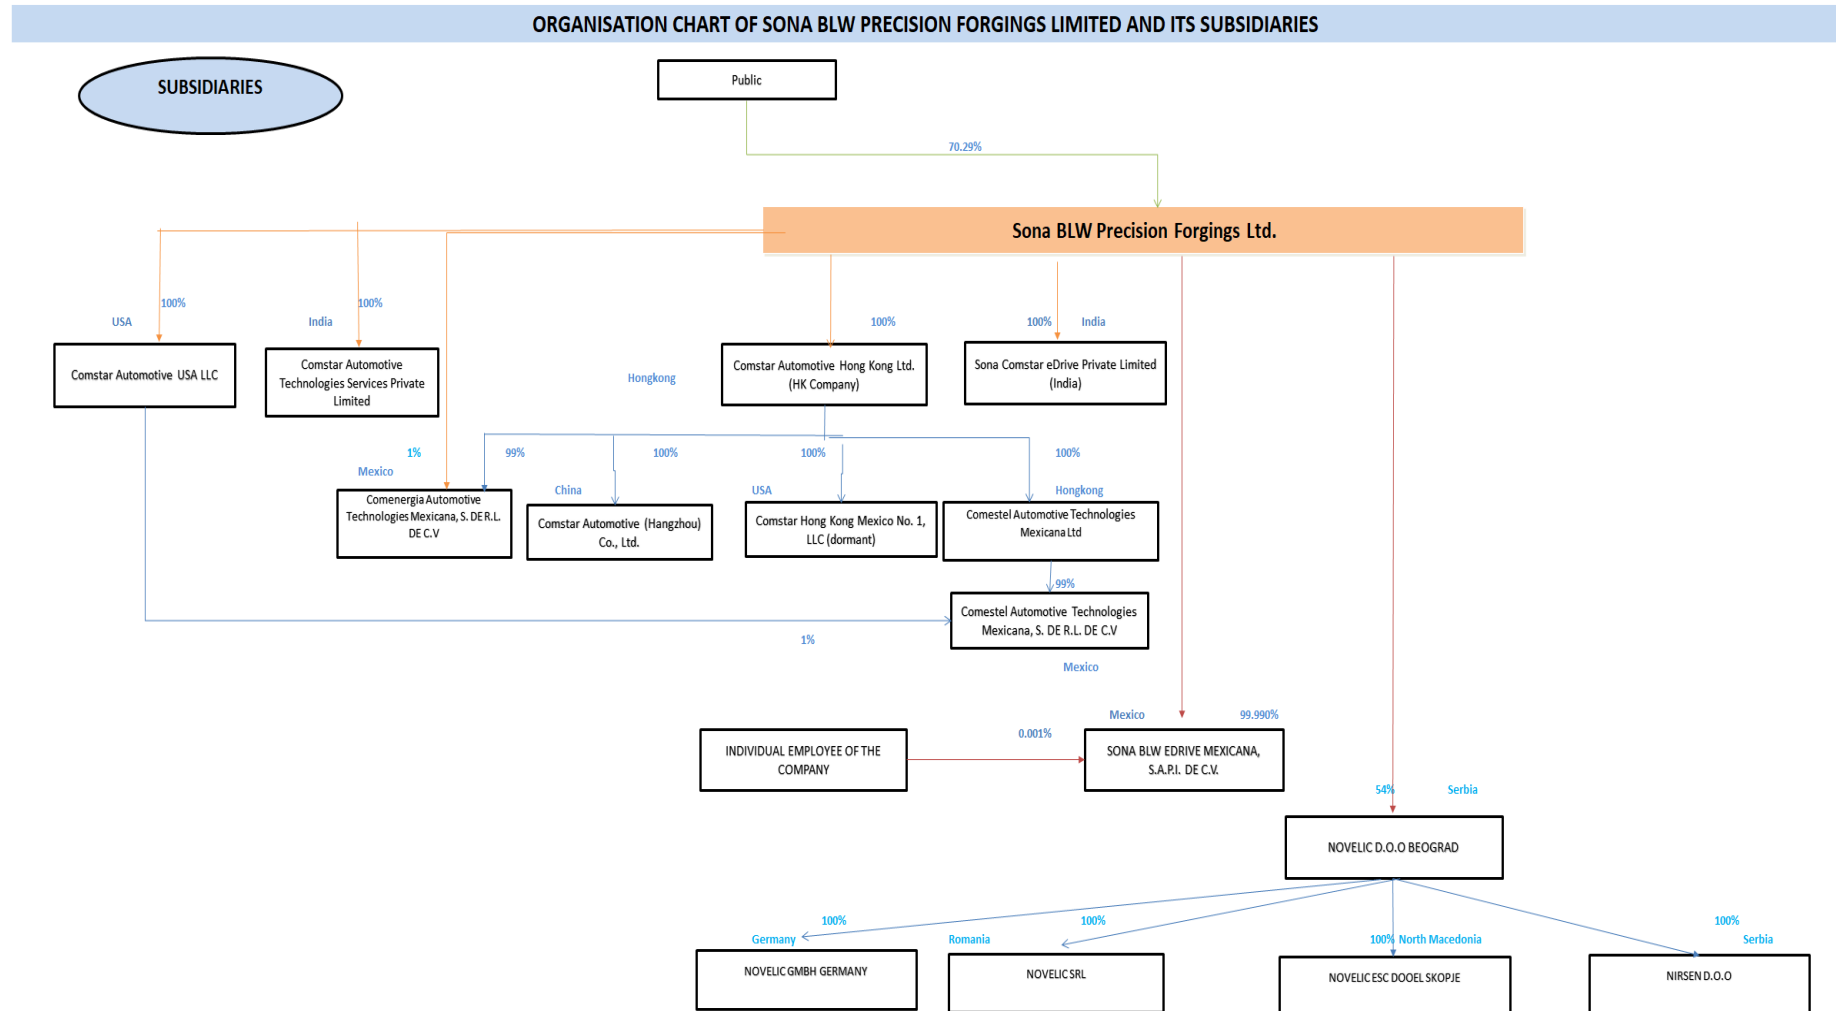 ORGANISATION CHART OF SONA BLW PRECISION FORGINGS LIMITED AND ITS SUBSIDIARIES
SUBSIDIARIES
Public
70.29%
Sona BLW Precision Forgings Ltd.
100%
100%
USA
India
100%
100%
India
Comstar Automotive USA LLC
Comstar Automotive
Technologies Services Private
Limited
Hongkong
Comstar Automotive Hong Kong Ltd.
(HK Company)
Sona Comstar eDrive Private Limited
(India)
1%
99%
100%
100%
100%
Mexico
China
USA
Hongkong
Comenergia Automotive
Technologies Mexicana, S. DE R.L.
DE C.V
Comstar Automotive (Hangzhou)
Co., Ltd.
Comstar Hong Kong Mexico No. 1,
LLC (dormant)
Comestel Automotive Technologies
Mexicana Ltd
99%
Comestel Automotive Technologies
Mexicana, S. DE R.L. DE C.V
1%
Mexico
Mexico
99.990%
0.001%
INDIVIDUAL EMPLOYEE OF THE
COMPANY
SONA BLW EDRIVE MEXICANA,
S.A.P.I. DE C.V.
54%
Serbia
NOVELIC D.O.O BEOGRAD
100%
100%
100%
Germany
Romania
100% North Macedonia
Serbia
NOVELIC GMBH GERMANY
NOVELIC SRL
NOVELIC ESC DOOEL SKOPJE
NIRSEN D.O.O